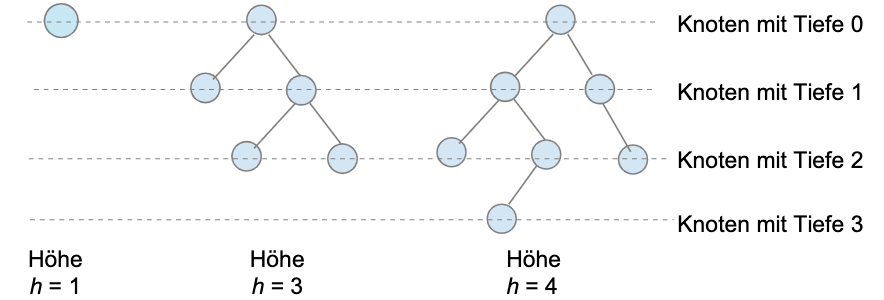 Knoten mit Tiefe 0
Knoten mit Tiefe 1
Knoten mit Tiefe 2
Knoten mit Tiefe 3
Höhe
h = 1
Höhe
h = 3
Höhe
h = 4